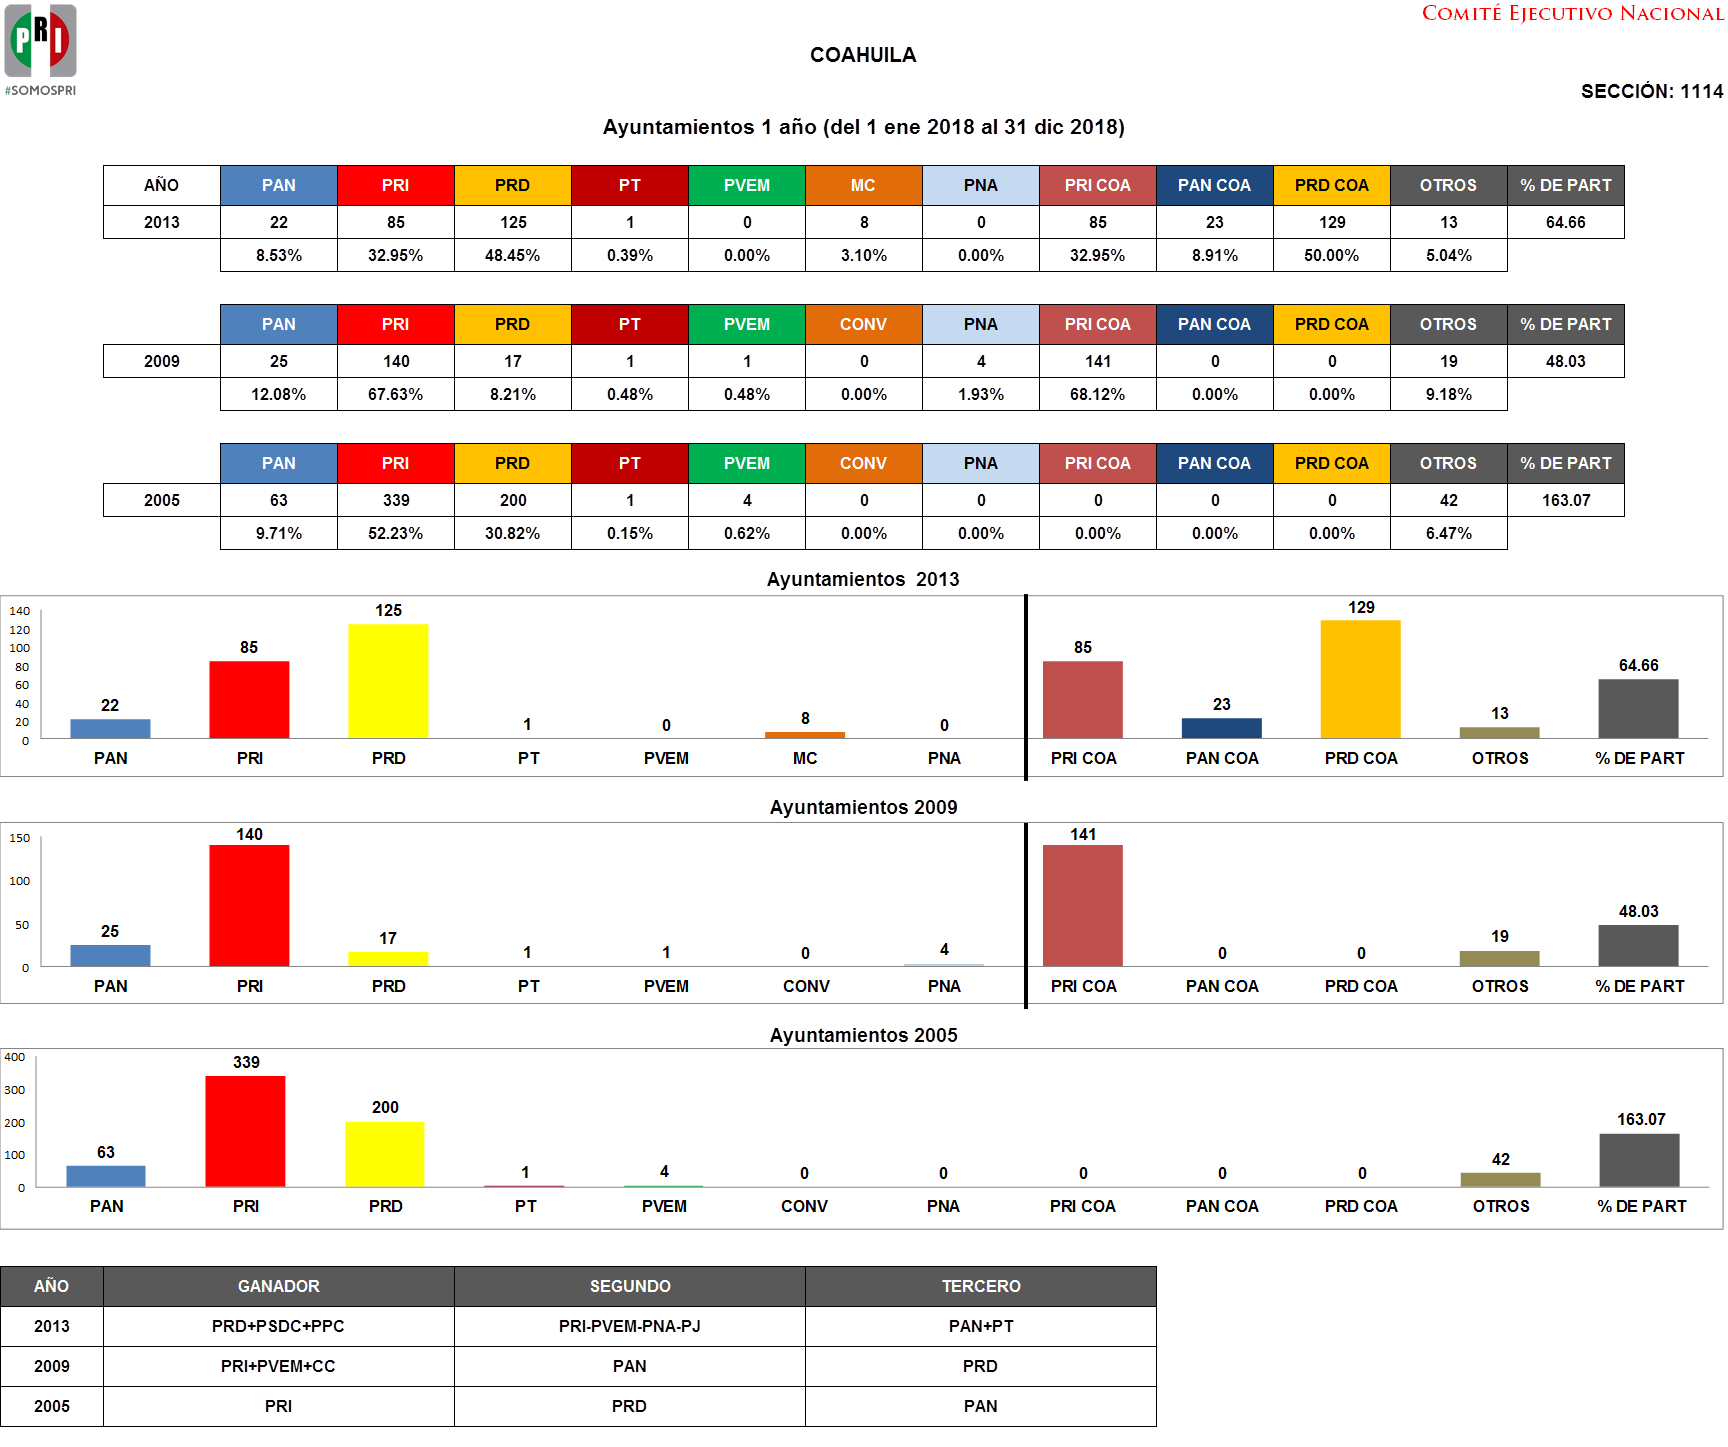 PRI
#SOMOSPRI
COMITÉ EJECUTIVO NACIONAL
COAHUILA
SECCIÓN: 1114
Ayuntamientos 1 año (del 1 ene 2018 al 31 dic 2018)
AÑO PAN PRI PRD PT PVEM MC PNA PRI COA PAN COA PRD COA OTROS % DE PART
2013 22 85 125 1 0 8 0 85 23 129 13 64.66
8.53% 32.95% 48.45% 0.39% 0.00% 3.10% 0.00% 32.95% 8.91% 50.00% 5.04%
PAN PRI PRD PT PVEM CONV PNA PRI COA PAN COA PRD COA OTROS % DE PART
2009 25 140 17 1 1 0 4 141 0 0 19 48.03
12.08% 67.63% 8.21% 0.48% 0.48% 0.00% 1.93% 68.12% 0.00% 0.00% 9.18%
PAN PRI PRD PT PVEM CONV PNA PRI COA PAN COA PRD COA OTROS % DE PART
2005 63 339 200 1 4 0 0 0 0 0 42 163.07
9.71% 52.23% 30.82% 0.15% 0.62% 0.00% 0.00% 0.00% 0.00% 0.00% 6.47%
Ayuntamientos 2013
140
120
100
80
60
40
20
0
22 85 125 1 0 8 0 85 23 129 13 64.66
PAN PRI PRD PT PVEM MC PNA PRI COA PAN COA PRD COA OTROS % DE PART
Ayuntamientos 2009
150
100
50
0
25 140 17 1 1 0 4 141 0 0 19 48.03
PAN PRI PRD PT PVEM CONV PNA PRI COA PAN COA PRD COA OTROS % DE PART
Ayuntamientos 2005
400
300
200
100
0
63 339 200 1 4 0 0 0 0 0 42 163.07
PAN PRI PRD PT PVEM CONV PNA PRI COA PAN COA PRD COA OTROS % DE PART
AÑO GANADOR SEGUNDO TERCERO
2013 PRD+PSDC+PPC PRI-PVEM-PNA-PJ PAN+PT
2009 PRI+PVEM+CC PAN PRD
2005 PRI PRD PAN